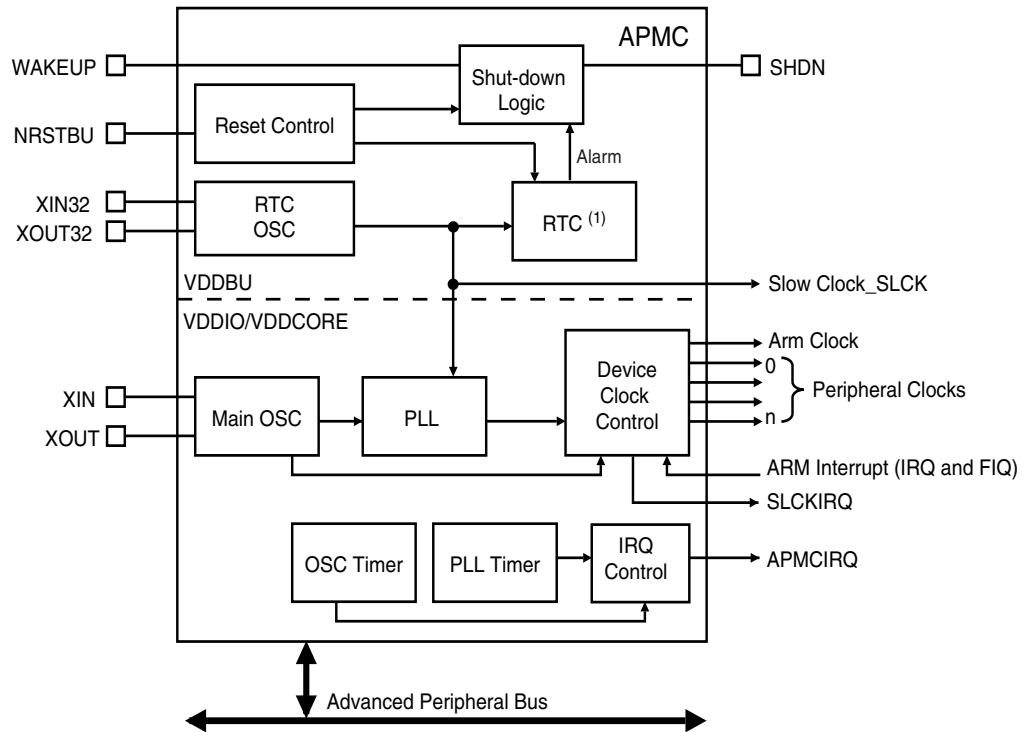 APMC
WAKEUP
Shut-down
Logic
SHDN
NRSTBU
Reset Control
Alarm
XIN32
XOUT32
RTC
OSC
RTC (1)
VDDBU
Slow Clock_SLCK
VDDIO/VDDCORE
Arm Clock
0
Peripheral Clocks
n
XIN
XOUT
Main OSC
PLL
Device
Clock
Control
ARM Interrupt (IRQ and FIQ)
SLCKIRQ
OSC Timer
PLL Timer
IRQ
Control
APMCIRQ
Advanced Peripheral Bus